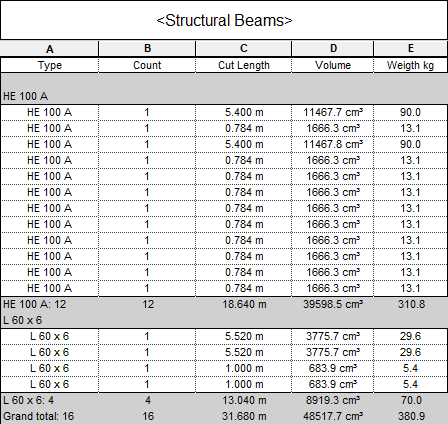 <Structural Beams>
A B C D E
Type Count Cut Length Volume Weigth kg
HE 100 A
HE 100 A 1 5.400 m 11467.7 cm³ 90.0
HE 100 A 1 0.784 m 1666.3 cm³ 13.1
HE 100 A 1 5.400 m 11467.8 cm³ 90.0
HE 100 A 1 0.784 m 1666.3 cm³ 13.1
HE 100 A 1 0.784 m 1666.3 cm³ 13.1
HE 100 A 1 0.784 m 1666.3 cm³ 13.1
HE 100 A 1 0.784 m 1666.3 cm³ 13.1
HE 100 A 1 0.784 m 1666.3 cm³ 13.1
HE 100 A 1 0.784 m 1666.3 cm³ 13.1
HE 100 A 1 0.784 m 1666.3 cm³ 13.1
HE 100 A 1 0.784 m 1666.3 cm³ 13.1
HE 100 A 1 0.784 m 1666.3 cm³ 13.1
HE 100 A: 12 12 18.640 m 39598.5 cm³ 310.8
L 60 x 6
L 60 x 6 1 5.520 m 3775.7 cm³ 29.6
L 60 x 6 1 5.520 m 3775.7 cm³ 29.6
L 60 x 6 1 1.000 m 683.9 cm³ 5.4
L 60 x 6 1 1.000 m 683.9 cm³ 5.4
L 60 x 6: 4 4 13.040 m 8919.3 cm³ 70.0
Grand total: 16 16 31.680 m 48517.7 cm³ 380.9